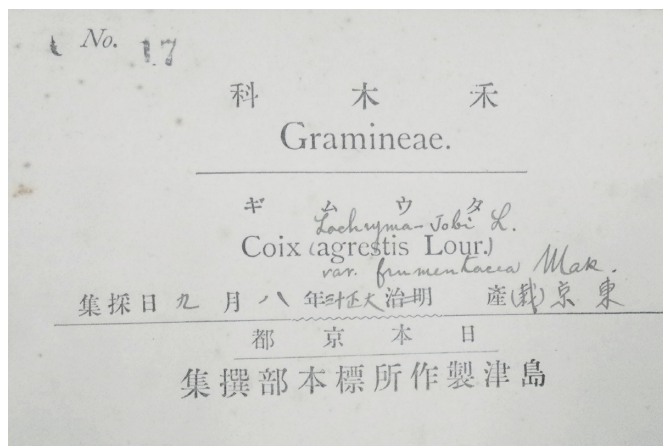 No. 17
禾木科
Gramineae.
タウムギ
Lachryma-Jobi L.
Coix (agrestis Lour.)
var. frumentacea Mak.
東京(栽)産 明治大正十三年八月九日採集
日本京都
島津製作所標本部撰集